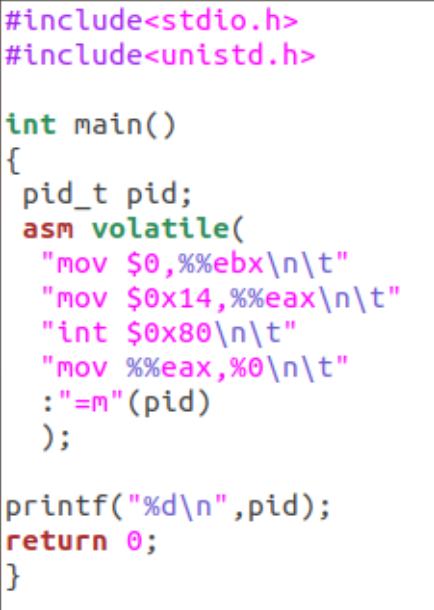 #include<stdio.h>
#include<unistd.h>
int main()
{
pid_t pid;
asm volatile(
"mov $0,%%ebx\n\t"
"mov $0x14,%%eax\n\t"
"int $0x80\n\t"
"mov %%eax,%0\n\t"
:"=m"(pid)
);
printf("%d\n",pid);
return 0;
}